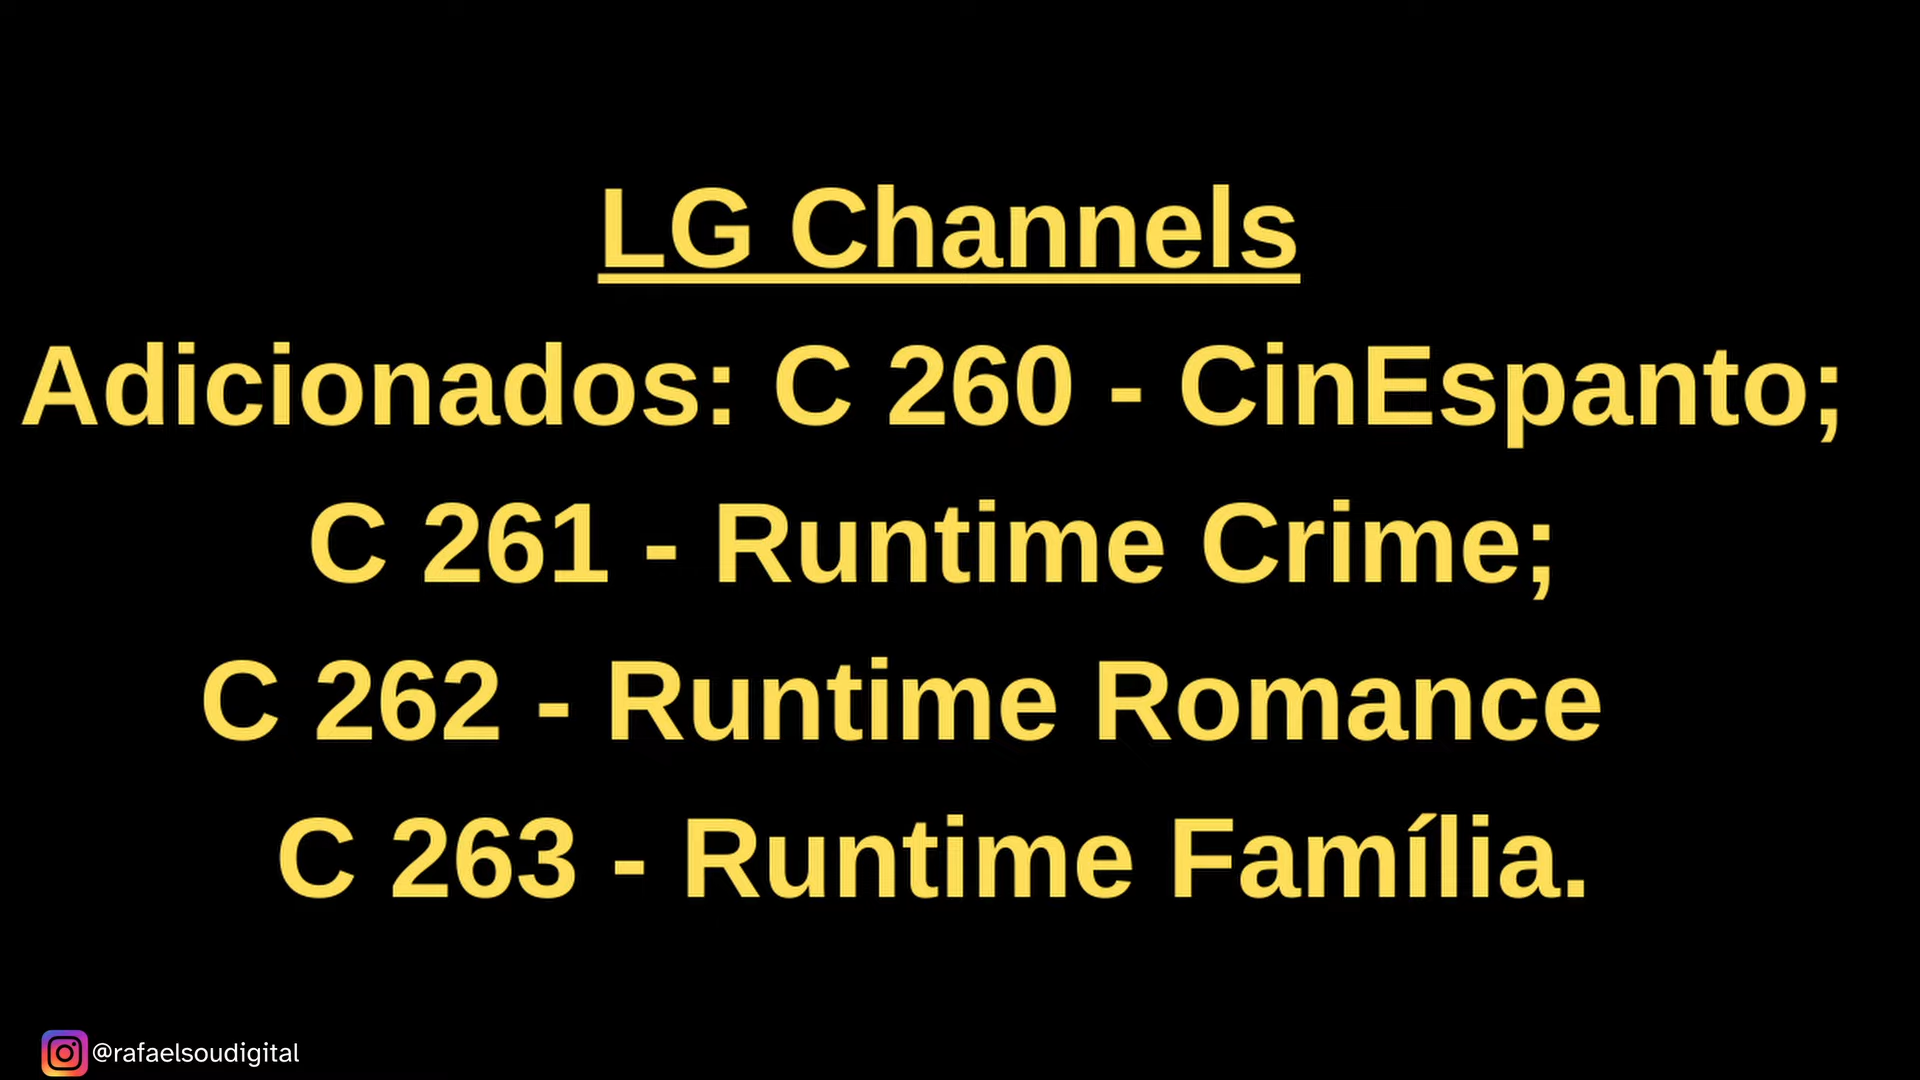 LG Channels
Adicionados: C 260 - CinEspanto;
C 261 - Runtime Crime;
C 262 - Runtime Romance
C 263 - Runtime Família.
@rafaelsoudigital